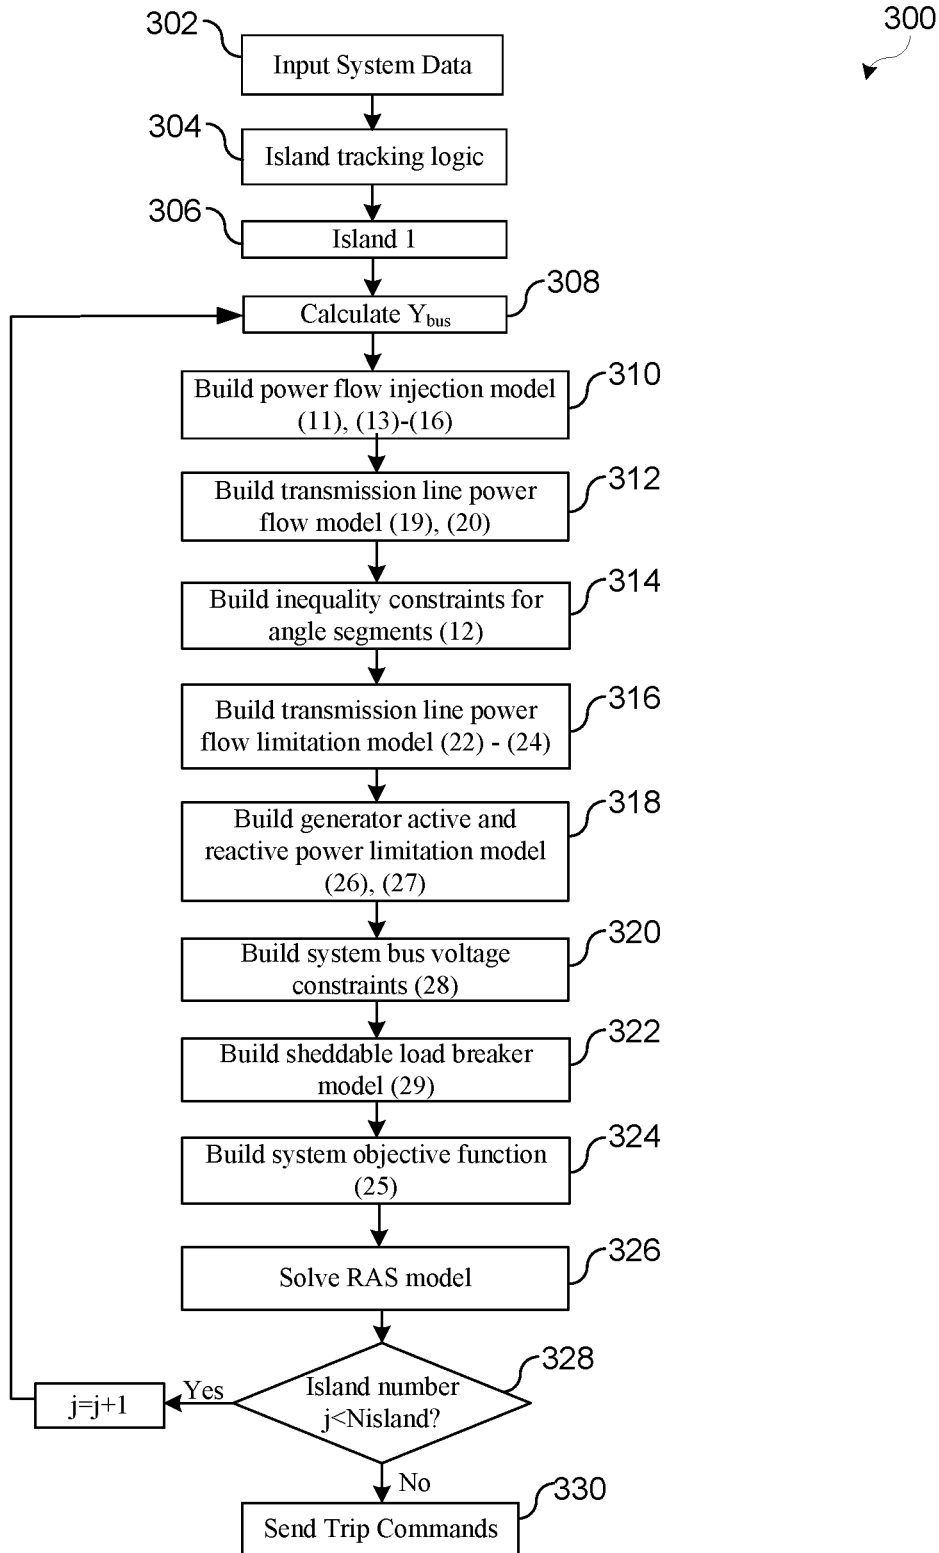 300
302
Input System Data
304
Island tracking logic
306
Island 1
308
Calculate Ybus
310
Build power flow injection model
(11), (13)-(16)
312
Build transmission line power
flow model (19), (20)
314
Build inequality constraints for
angle segments (12)
316
Build transmission line power
flow limitation model (22) - (24)
318
Build generator active and
reactive power limitation model
(26), (27)
320
Build system bus voltage
constraints (28)
322
Build sheddable load breaker
model (29)
324
Build system objective function
(25)
326
Solve RAS model
328
Island number
j<Nisland?
Yes
j=j+1
No
330
Send Trip Commands